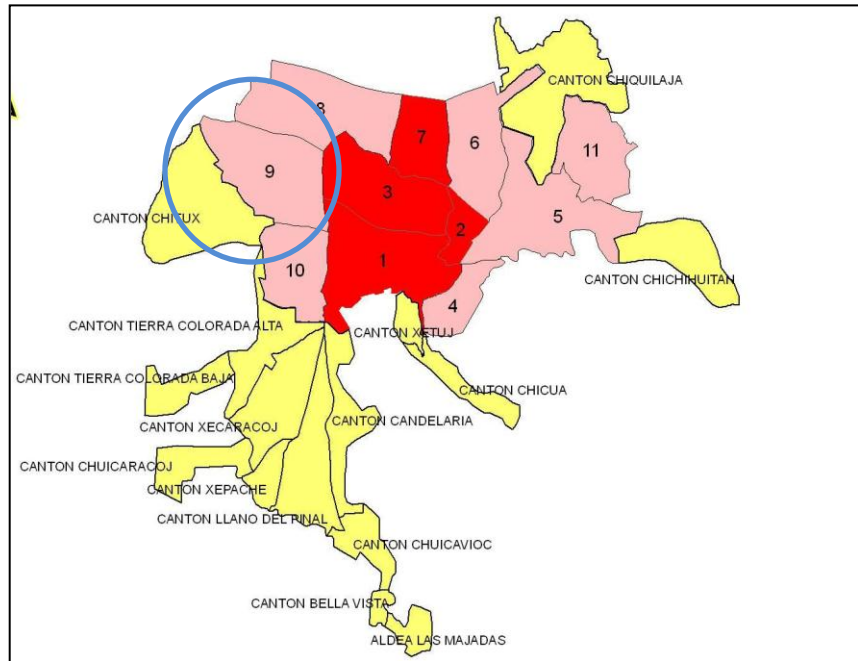 CANTON CHIQUILAJA
8
7
6
11
9
3
CANTON CHITUX
2
5
10
1
CANTON CHICHIHUITAN
4
CANTON TIERRA COLORADA ALTA
CANTON XETUJ
CANTON TIERRA COLORADA BAJA
CANTON CHICUA
CANTON XECARACOJ
CANTON CANDELARIA
CANTON CHUICARACOJ
CANTON XEPACHE
CANTON LLANO DEL PINAL
CANTON CHUICAVIOC
CANTON BELLA VISTA
ALDEA LAS MAJADAS